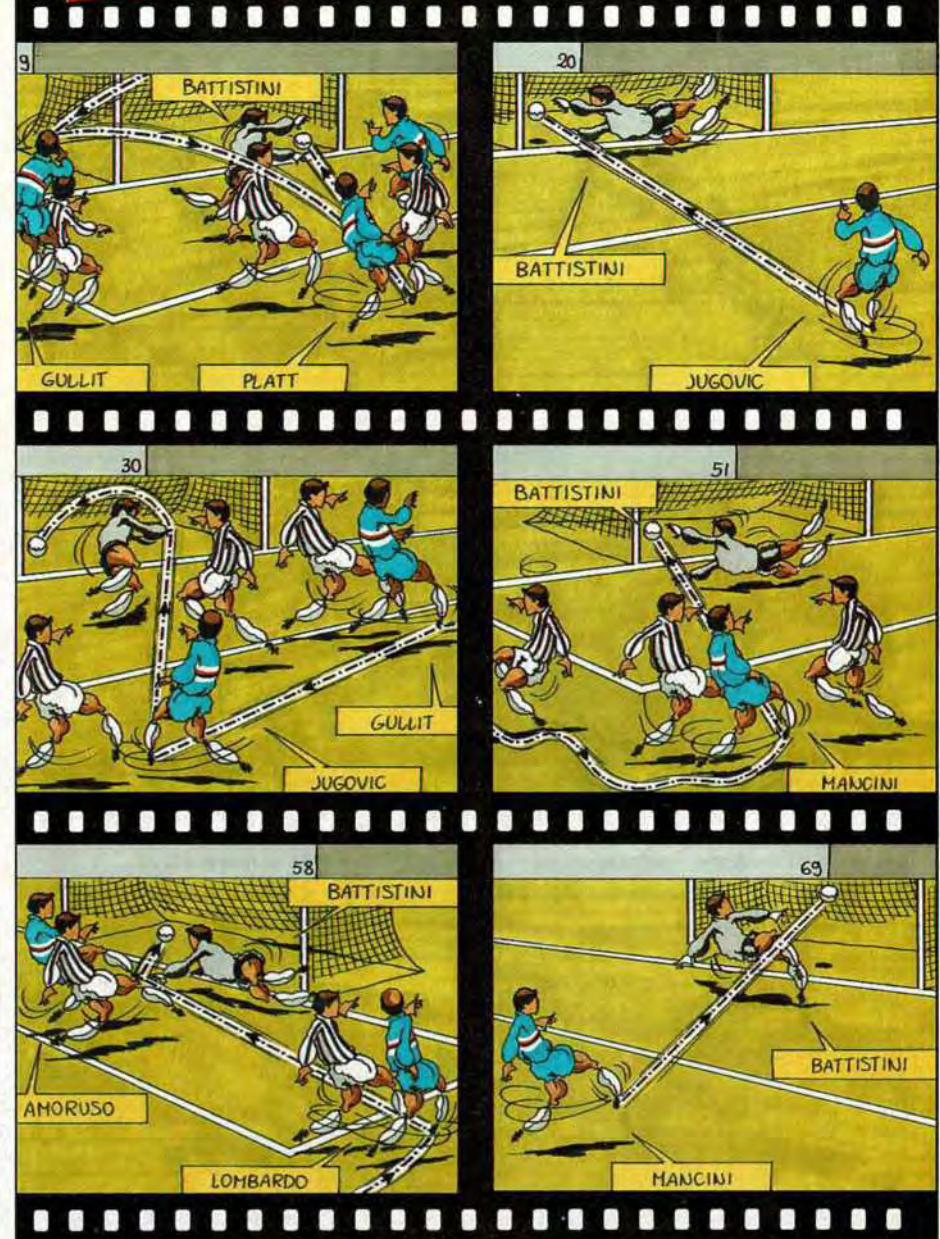 9
BATTISTINI
GULLIT
PLATT
20
BATTISTINI
JUGOVIC
30
GULLIT
JUGOVIC
51
BATTISTINI
MANCINI
58
BATTISTINI
AMORUSO
LOMBARDO
69
BATTISTINI
MANCINI